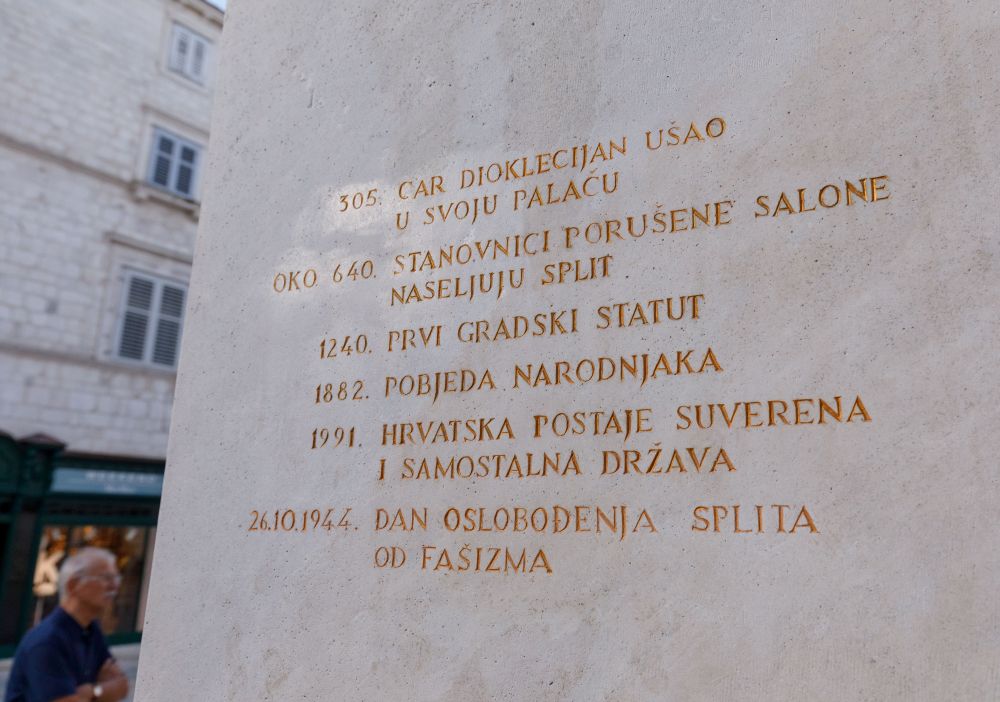 305. CAR DIOKLECIJAN UŠAO
U SVOJU PALAČU
OKO 640. STANOVNICI PORUŠENE SALONE
NASELJUJU SPLIT
1240. PRVI GRADSKI STATUT
1882. POBJEDA NARODNJAKA
1991. HRVATSKA POSTAJE SUVERENA
I SAMOSTALNA DRŽAVA
26.10.1944. DAN OSLOBOĐENJA SPLITA
OD FAŠIZMA